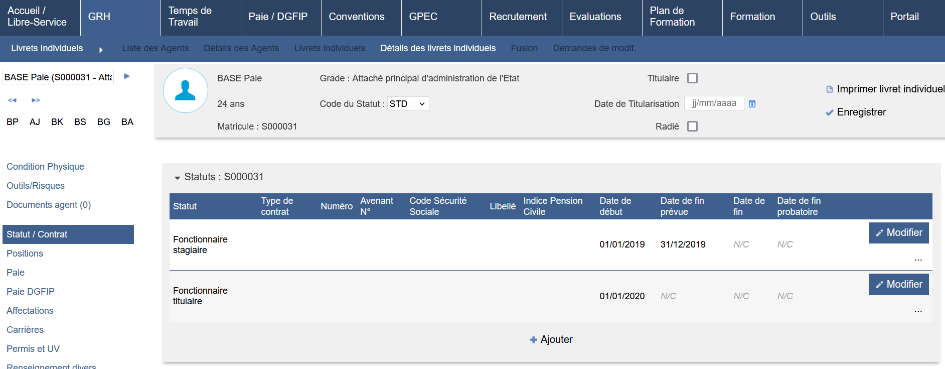 Accueil /
Libre-Service
GRH
Temps de
Travail
Paie / DGFIP
Conventions
GPEC
Recrutement
Evaluations
Plan de
Formation
Formation
Outils
Portail
Livrets Individuels
Liste des Agents
Détails des Agents
Livrets Individuels
Détails des livrets individuels
Fusion
Demandes de modif.
BASE Paie (S000031 - Atta
BP AJ BK BS BG BA
BASE Paie
Grade : Attaché principal d'administration de l'Etat
Titulaire
24 ans
Code du Statut : STD
Date de Titularisation jj/mm/aaaa
Matricule : S000031
Radié
Imprimer livret individuel
Enregistrer
Condition Physique
Outils/Risques
Documents agent (0)
Statut / Contrat
Positions
Paie
Paie DGFIP
Affectations
Carrières
Permis et UV
Renseignement divers
Statuts : S000031
Statut
Type de
contrat
Numéro
Avenant
N°
Code Sécurité
Sociale
Libellé
Indice Pension
Civile
Date de
début
Date de fin
prévue
Date de
fin
Date de fin
probatoire
Fonctionnaire
stagiaire
01/01/2019 31/12/2019 N/C N/C
Modifier
...
Fonctionnaire
titulaire
01/01/2020 N/C N/C N/C
Modifier
...
+ Ajouter